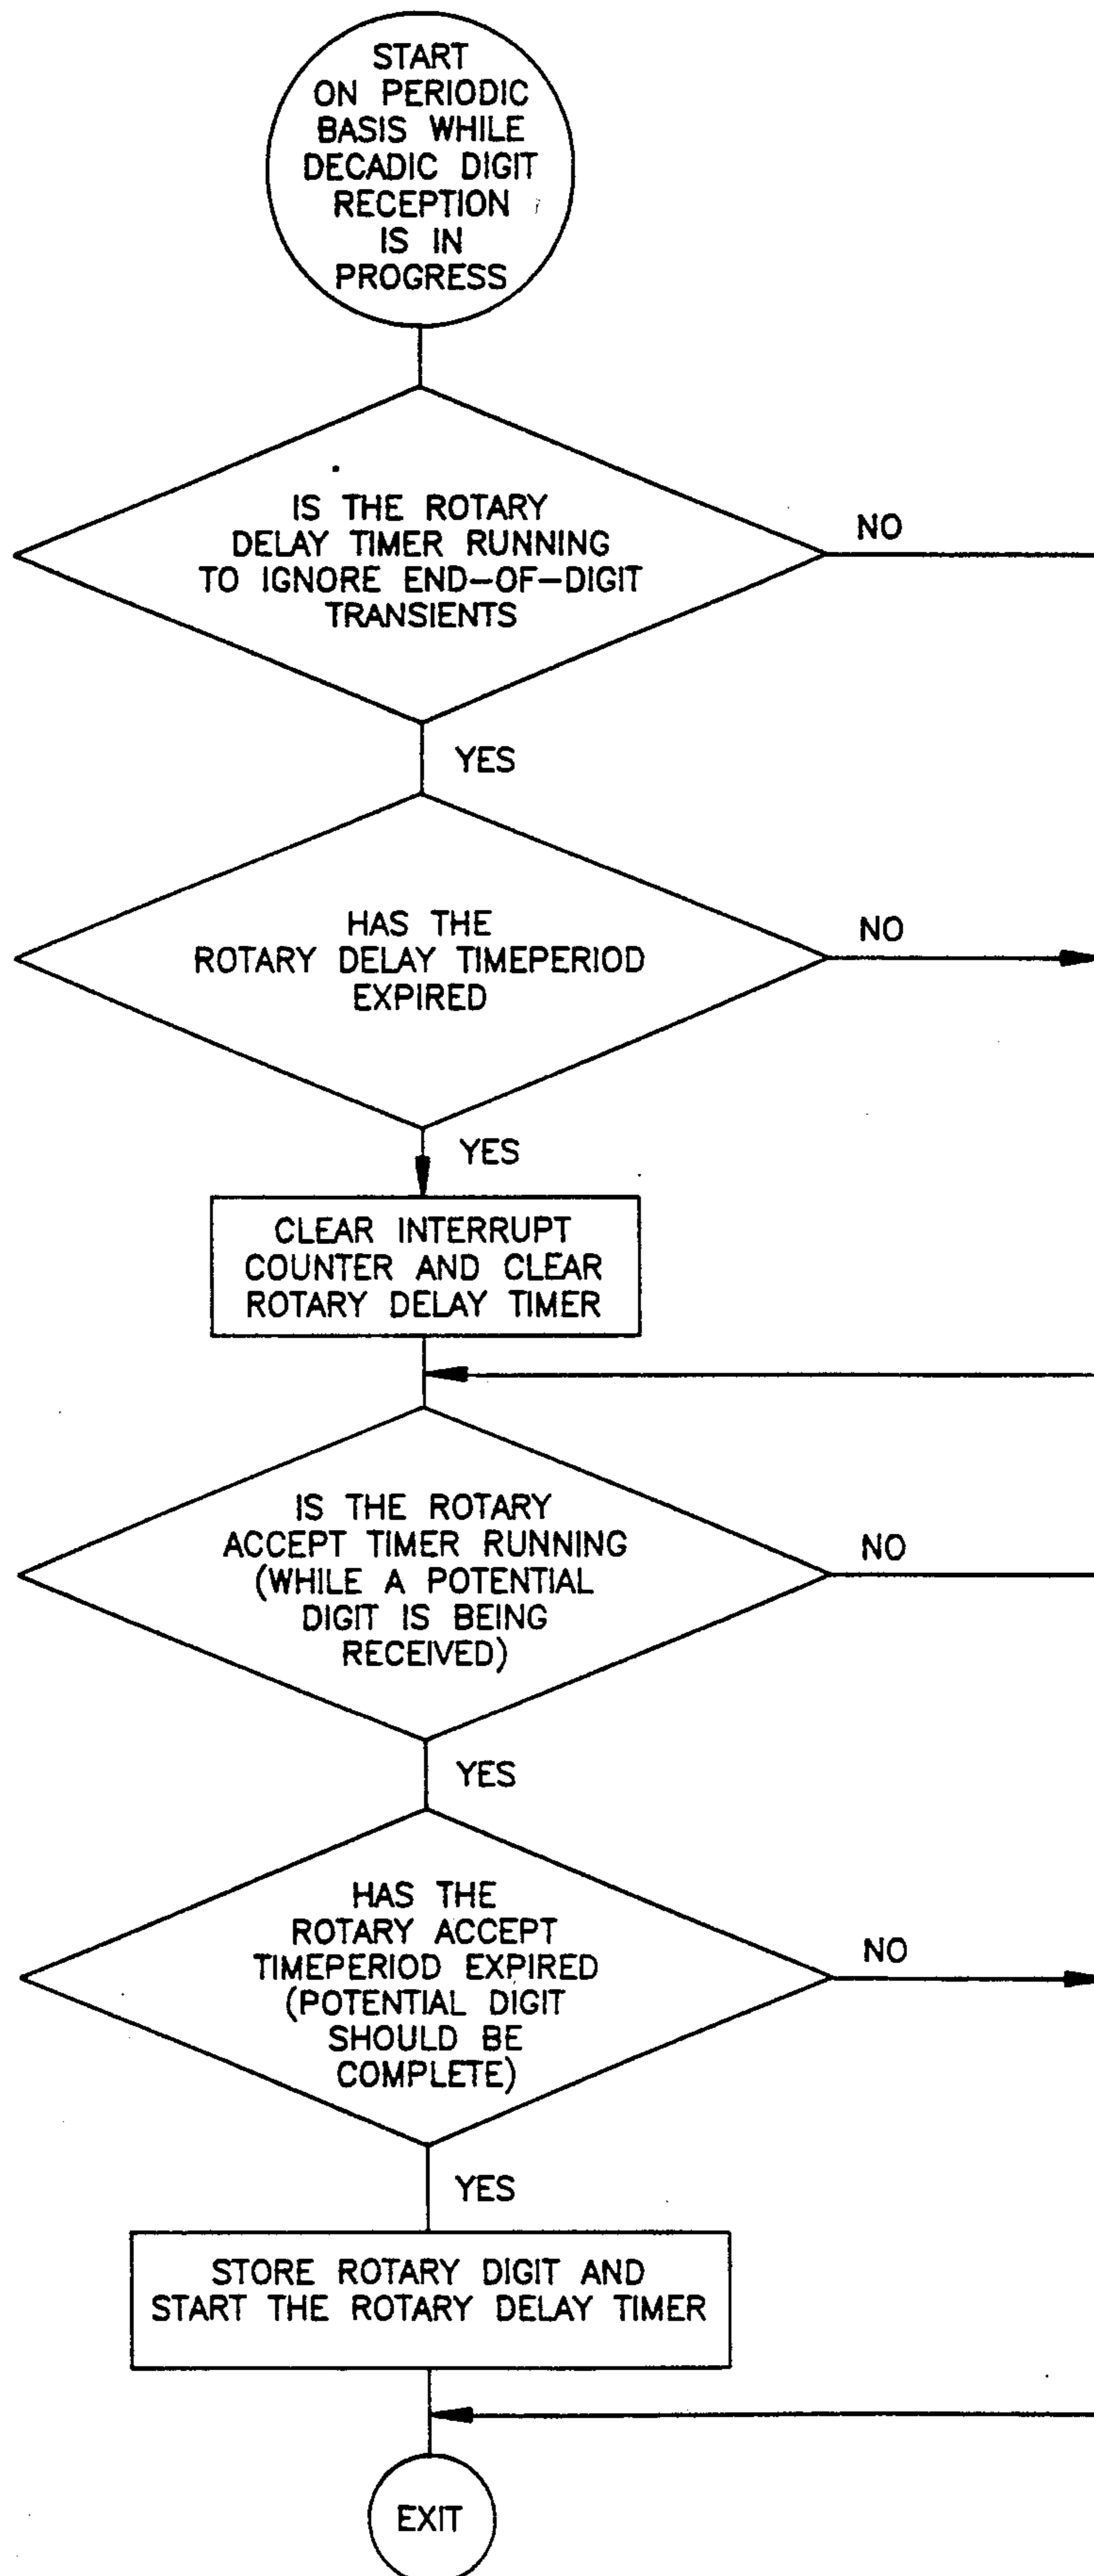 START
ON PERIODIC
BASIS WHILE
DECADIC DIGIT
RECEPTION
IS IN
PROGRESS
IS THE ROTARY
DELAY TIMER RUNNING
TO IGNORE END-OF-DIGIT
TRANSIENTS
NO
YES
HAS THE
ROTARY DELAY TIMEPERIOD
EXPIRED
NO
YES
CLEAR INTERRUPT
COUNTER AND CLEAR
ROTARY DELAY TIMER
IS THE ROTARY
ACCEPT TIMER RUNNING
(WHILE A POTENTIAL
DIGIT IS BEING
RECEIVED)
NO
YES
HAS THE
ROTARY ACCEPT
TIMEPERIOD EXPIRED
(POTENTIAL DIGIT
SHOULD BE
COMPLETE)
NO
YES
STORE ROTARY DIGIT AND
START THE ROTARY DELAY TIMER
EXIT